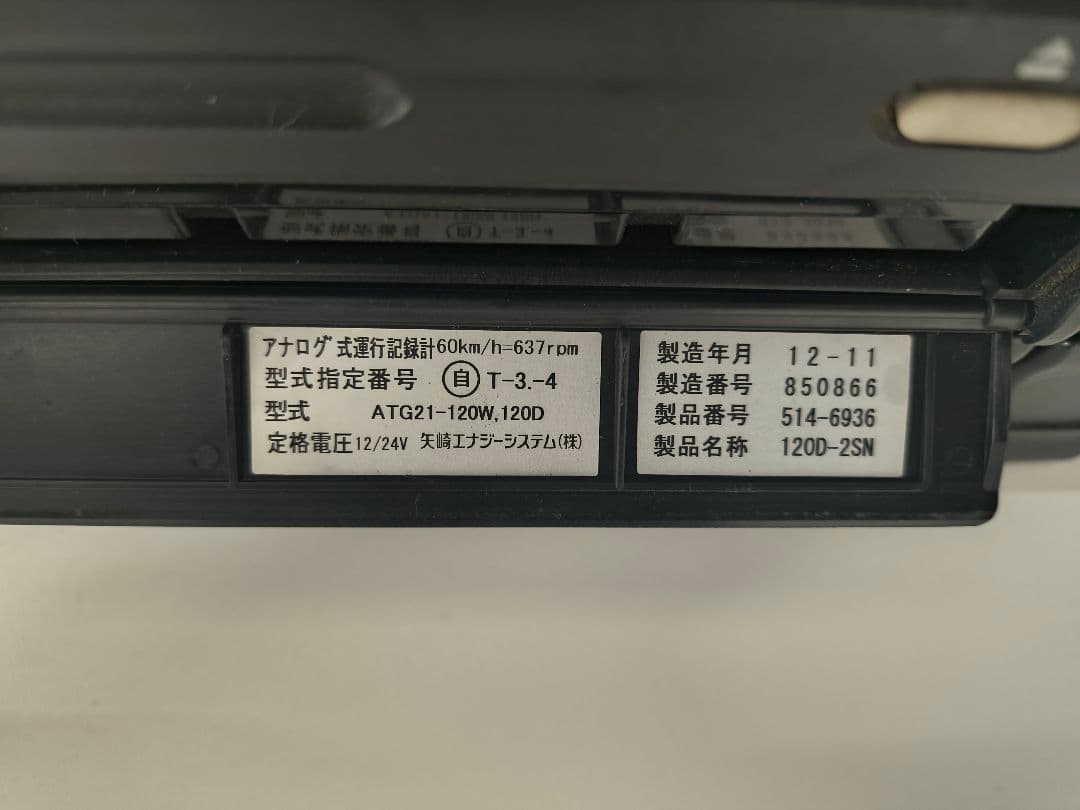 アナログ式運行記録計60km/h=637rpm
型式指定番号 ㊀自 T-3.-4
型式 ATG21-120W,120D
定格電圧12/24V 矢崎エナジーシステム(株)
製造年月 12-11
製造番号 850866
製品番号 514-6936
製品名称 120D-2SN